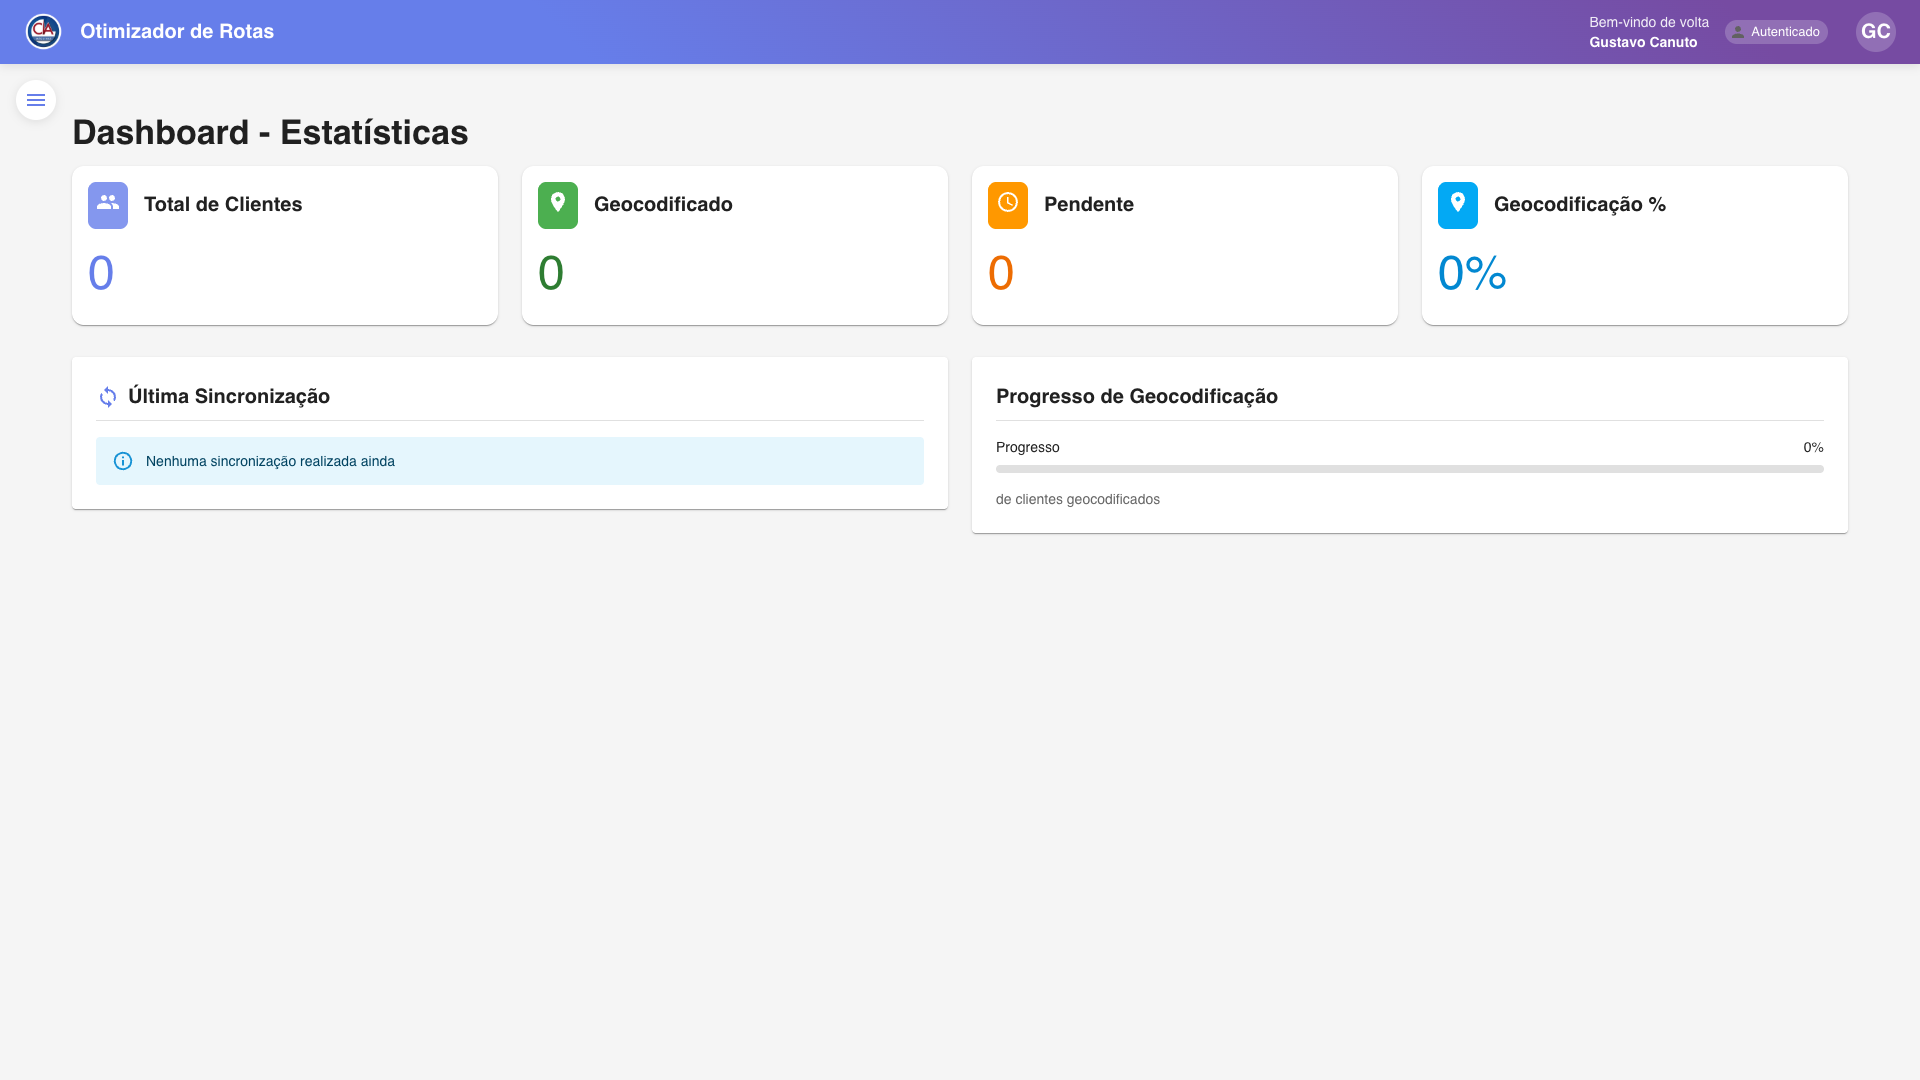 Otimizador de Rotas
Bem-vindo de volta
Gustavo Canuto
Autenticado
GC
Dashboard - Estatísticas
Total de Clientes
0
Geocodificado
0
Pendente
0
Geocodificação %
0%
Última Sincronização
Nenhuma sincronização realizada ainda
Progresso de Geocodificação
Progresso
0%
de clientes geocodificados